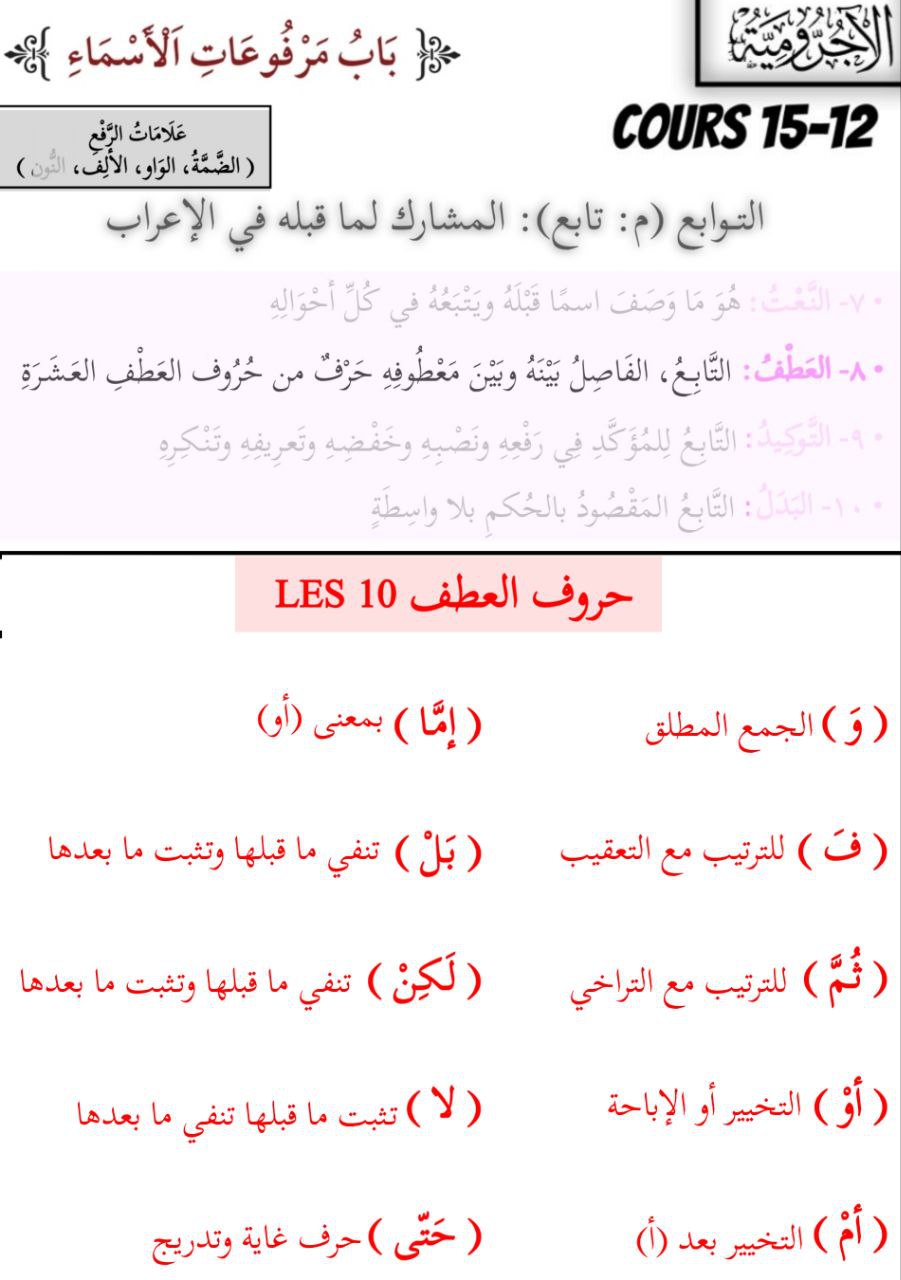 الآجُرُّومِيَّة
بَابُ مَرْفُوعَاتِ اَلْأَسْمَاءِ
COURS 15-12
عَلَامَاتُ الرَّفْعِ
( الضَّمَّةُ، الوَاو، الأَلِفَ، النُّون )
التوابع (م: تابع): المشارك لما قبله في الإعراب
• ٧- النَّعْتُ: هُوَ مَا وَصَفَ اسمًا قَبْلَهُ ويَتْبَعُهُ في كُلِّ أحْوَالِهِ
• ٨- العَطْفُ: التَّابِعُ، الفَاصِلُ بَيْنَهُ وبَيْنَ مَعْطُوفِهِ حَرْفٌ من حُرُوف العَطْفِ العَشَرَةِ
• ٩- التَّوكِيدُ: التَّابعُ لِلمُؤَكَّدِ فِي رَفْعِهِ ونَصْبِهِ وخَفْضِهِ وتَعرِيفِهِ وتَنْكِرِهِ
• ١٠- البَدَلُ: التَّابِعُ المَقْصُودُ بالحُكمِ بلا واسِطَةٍ
LES 10 حروف العطف
( وَ ) الجمع المطلق
( إمَّا ) بمعنى (أو)
( فَ ) للترتيب مع التعقيب
( بَلْ ) تنفي ما قبلها وتثبت ما بعدها
( ثُمَّ ) للترتيب مع التراخي
( لَكِنْ ) تنفي ما قبلها وتثبت ما بعدها
( أوْ ) التخيير أو الإباحة
( لا ) تثبت ما قبلها تنفي ما بعدها
( أمْ ) التخيير بعد (أ)
( حَتّى ) حرف غاية وتدريج